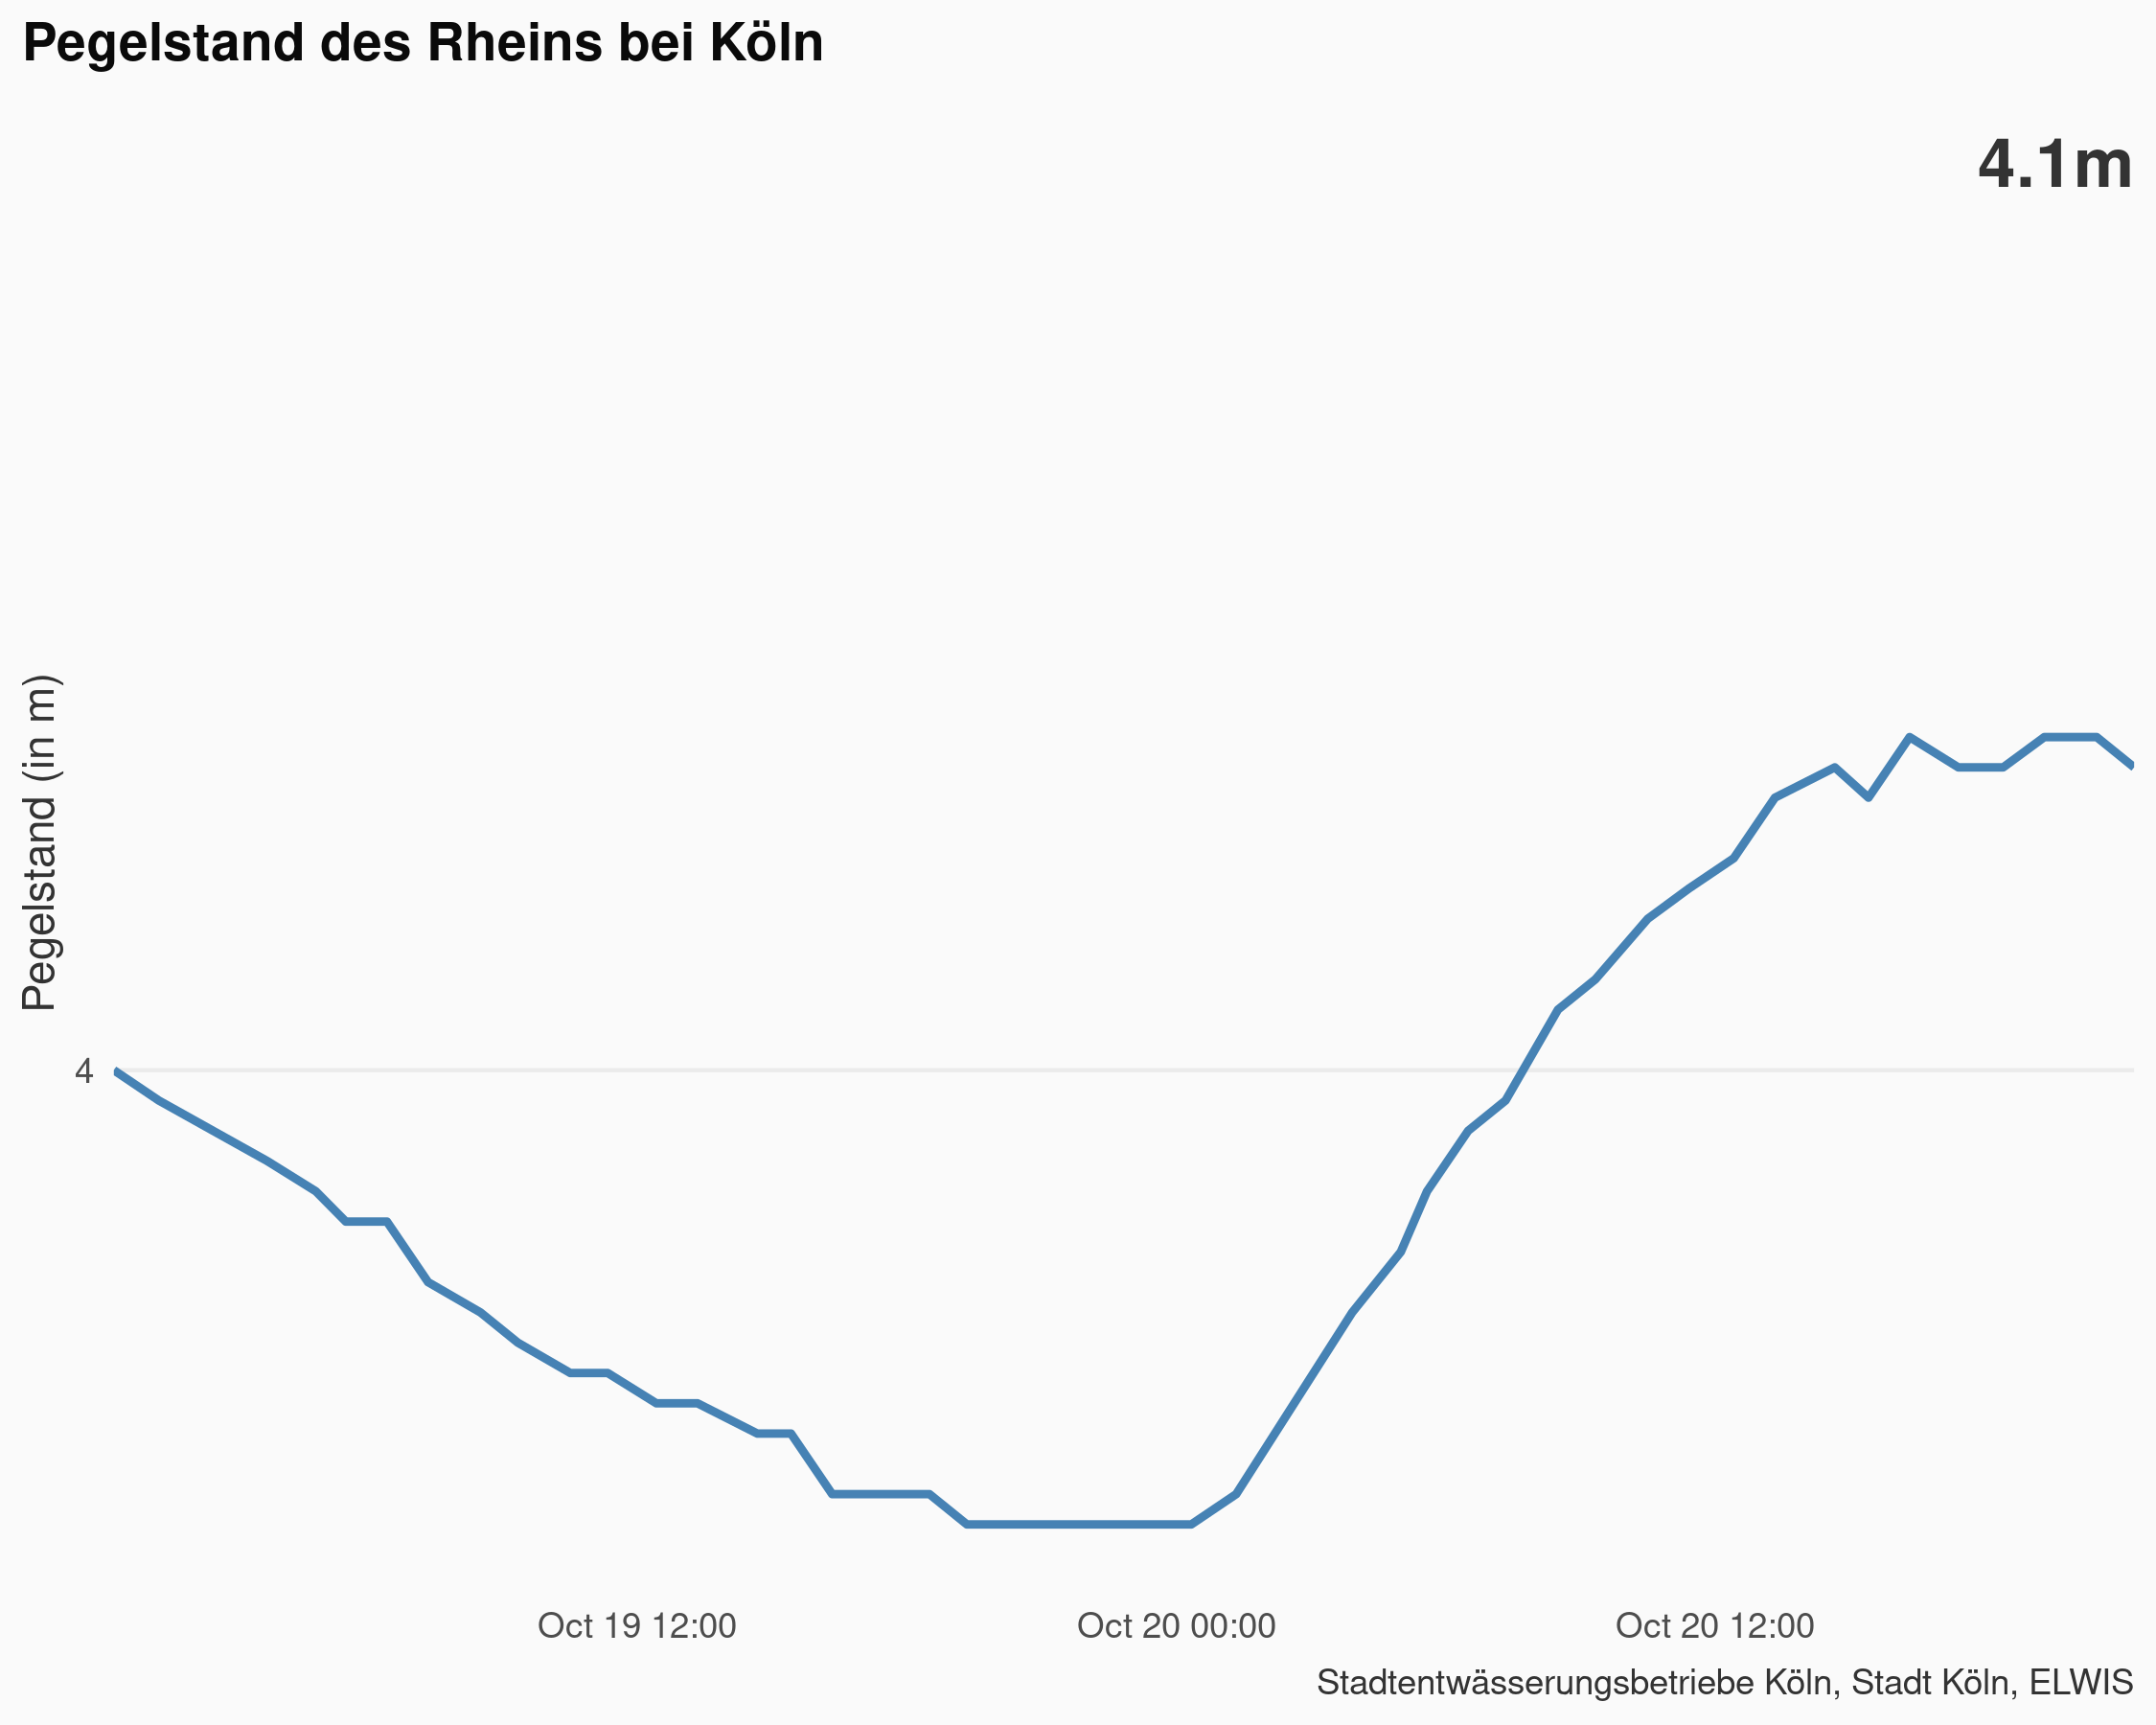 Pegelstand des Rheins bei Köln
4.1m
Pegelstand (in m)
4
Oct 19 12:00
Oct 20 00:00
Oct 20 12:00
Stadtentwässerungsbetriebe Köln, Stadt Köln, ELWIS